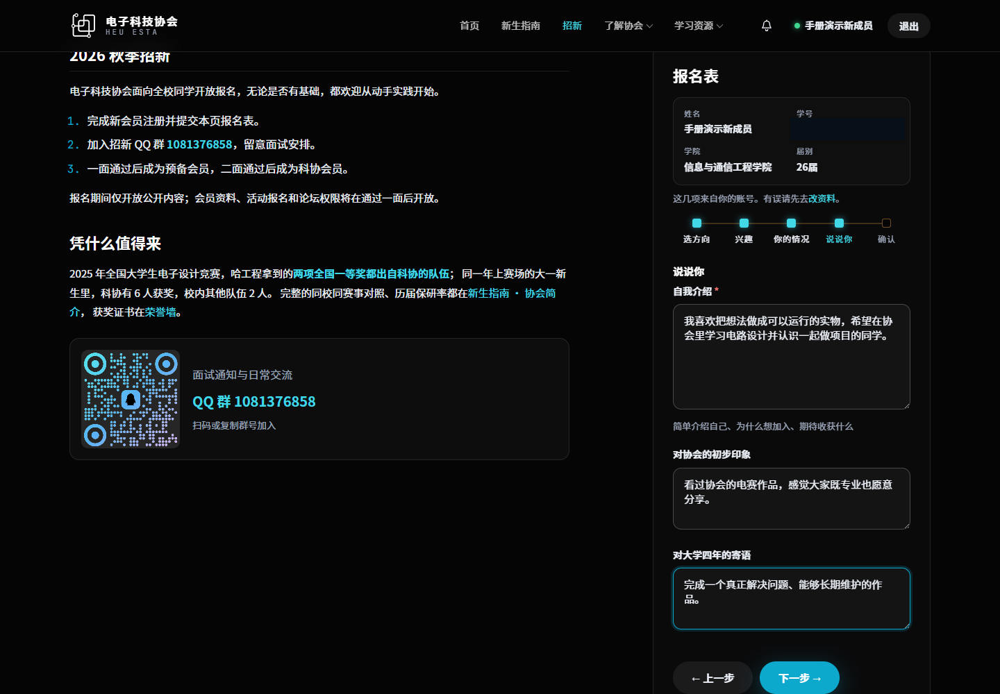 电子科技协会
HEU ESTA
首页
新生指南
招新
了解协会
学习资源
手册演示新成员
退出
2026 秋季招新
电子科技协会面向全校同学开放报名，无论是否有基础，都欢迎从动手实践开始。
1. 完成新会员注册并提交本页报名表。
2. 加入招新 QQ 群 1081376858，留意面试安排。
3. 一面通过后成为预备会员，二面通过后成为科协会员。
报名期间仅开放公开内容；会员资料、活动报名和论坛权限将在通过一面后开放。
凭什么值得来
2025 年全国大学生电子设计竞赛，哈工程拿到的两项全国一等奖都出自科协的队伍； 同一年上赛场的大一新
生里，科协有 6 人获奖，校内其他队伍 2 人。 完整的同校同赛事对照、历届保研率都在新生指南 · 协会简
介， 获奖证书在荣誉墙。
面试通知与日常交流
QQ 群 1081376858
扫码或复制群号加入
报名表
姓名
学号
手册演示新成员
学院
届别
信息与通信工程学院
26届
这几项来自你的账号。有误请先去改资料。
选方向
兴趣
你的情况
说说你
确认
说说你
自我介绍 *
我喜欢把想法做成可以运行的实物，希望在协
会里学习电路设计并认识一起做项目的同学。
简单介绍自己、为什么想加入、期待收获什么
对协会的初步印象
看过协会的电赛作品，感觉大家既专业也愿意
分享。
对大学四年的寄语
完成一个真正解决问题、能够长期维护的作
品。
← 上一步
下一步 →